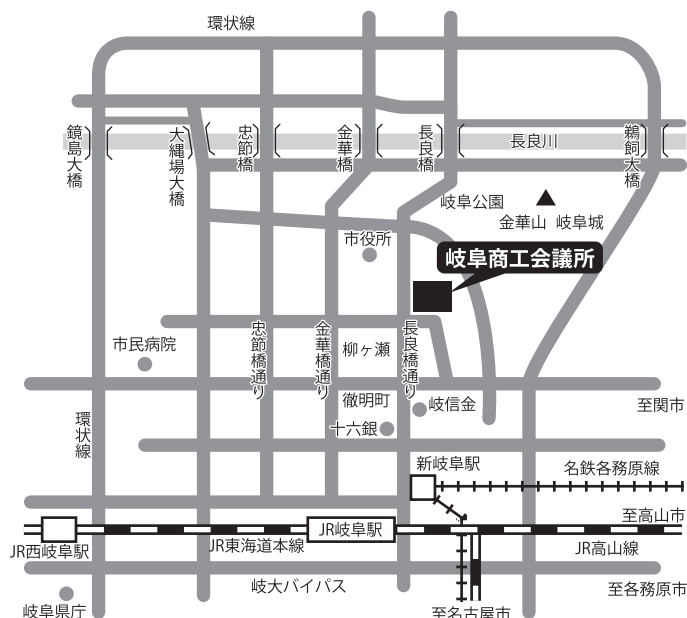 環状線
鏡島大橋
大縄場大橋
忠節橋
金華橋
長良橋
長良川
鵜飼大橋
岐阜公園
金華山 岐阜城
市役所
岐阜商工会議所
市民病院
忠節橋通り
金華橋通り
柳ヶ瀬
長良橋通り
徹明町
岐信金
至関市
環状線
十六銀
新岐阜駅
名鉄各務原線
至高山市
JR岐阜駅
JR西岐阜駅
JR東海道本線
JR高山線
岐大バイパス
至各務原市
岐阜県庁
至名古屋市